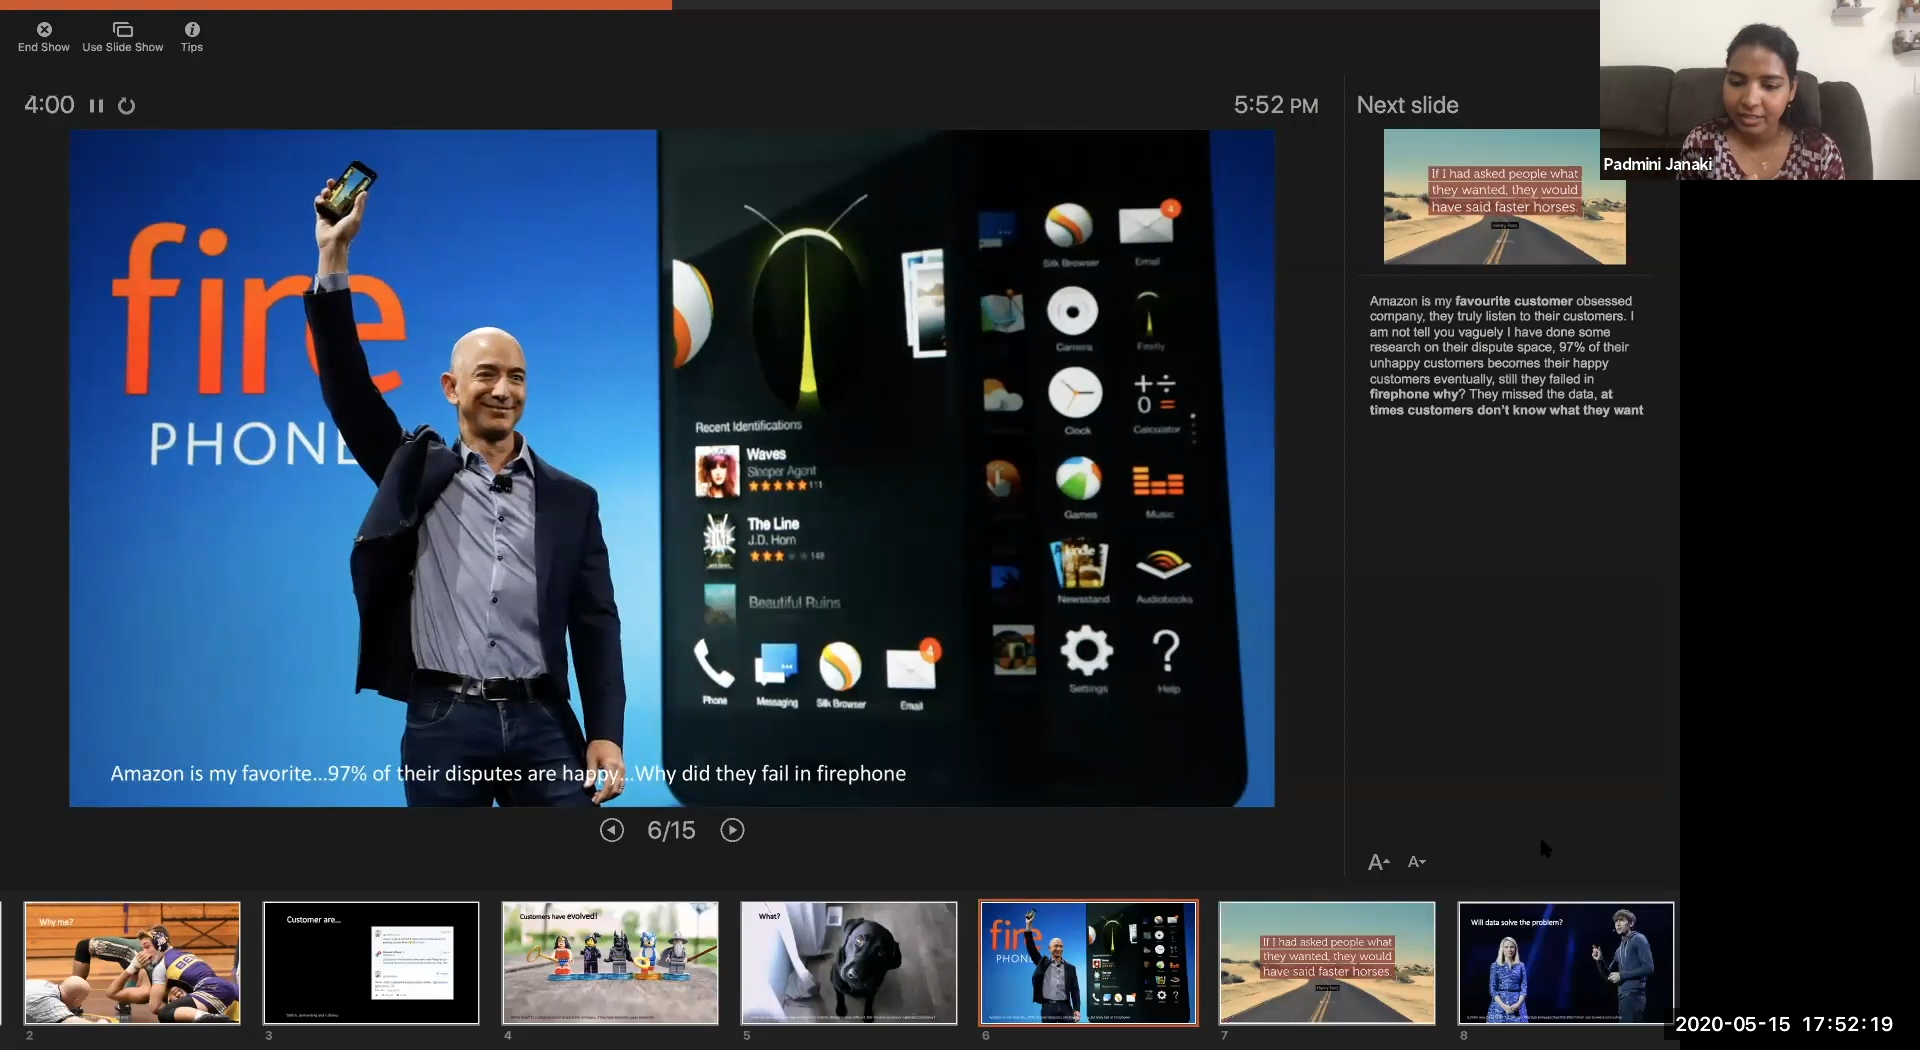 End Show
Use Slide Show
Tips
4:00
5:52 PM
Next slide
Padmini Janaki
fire
PHONE
Recent Identifications
Waves
Sleeper Agent
111
The Line
J.D. Horn
148
Beautiful Ruins
Phone
Messaging
Silk Browser
Email
4
Silk Browser
Email
4
Camera
Firefly
Clock
Calculator
Games
Music
kindle
Newsstand
Audiobooks
Settings
Help
Amazon is my favorite...97% of their disputes are happy...Why did they fail in firephone
If I had asked people what
they wanted, they would
have said faster horses.
Henry Ford
Amazon is my favourite customer obsessed
company, they truly listen to their customers. I
am not tell you vaguely I have done some
research on their dispute space, 97% of their
unhappy customers becomes their happy
customers eventually, still they failed in
firephone why? They missed the data, at
times customers don't know what they want
6/15
Why me?
2
Customer are...
3
Customers have evolved!
4
What?
5
fire
PHONE
6
If I had asked people what
they wanted, they would
have said faster horses.
Henry Ford
7
Will data solve the problem?
8
2020-05-15 17:52:19